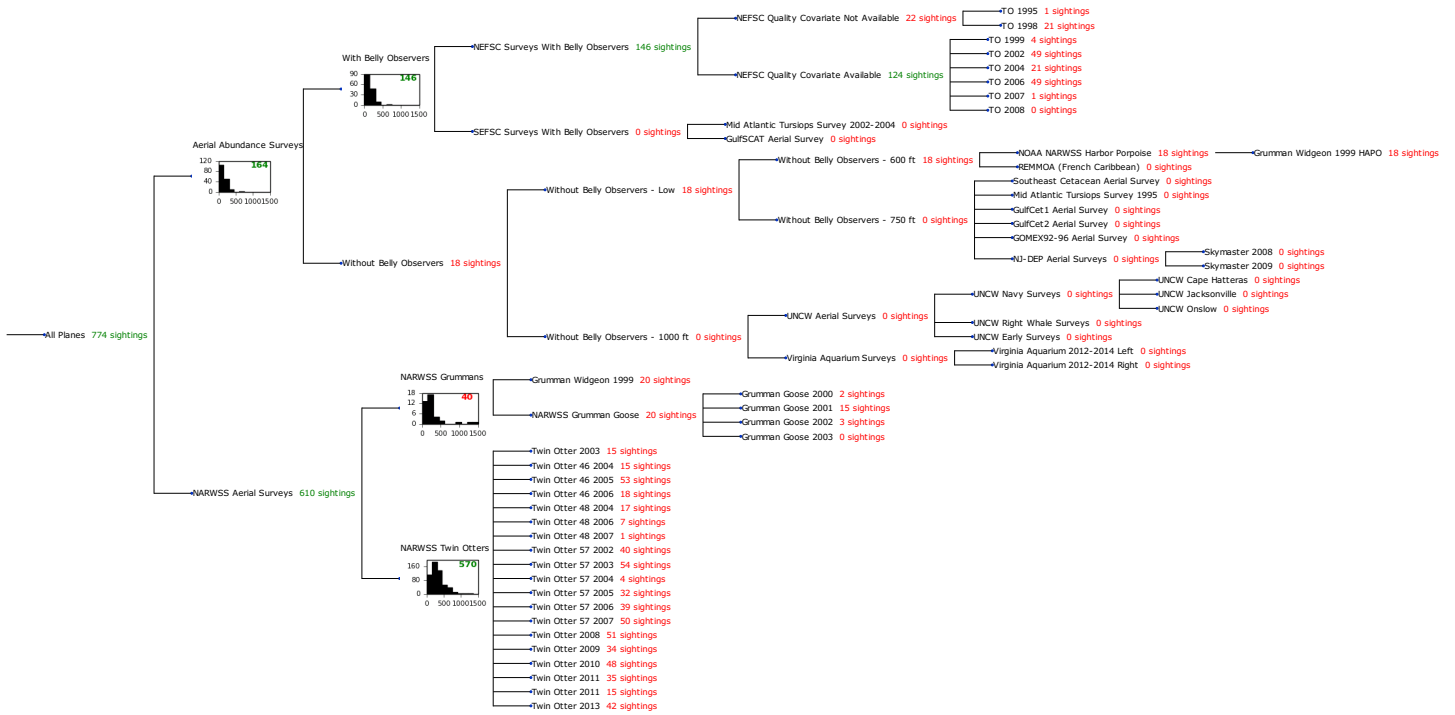 All Planes 774 sightings
Aerial Abundance Surveys
164
120
80
40
0
0 500 1000 1500
With Belly Observers
146
90
60
30
0
0 500 1000 1500
NEFSC Surveys With Belly Observers 146 sightings
NEFSC Quality Covariate Not Available 22 sightings
TO 1995 1 sightings
TO 1998 21 sightings
NEFSC Quality Covariate Available 124 sightings
TO 1999 4 sightings
TO 2002 49 sightings
TO 2004 21 sightings
TO 2006 49 sightings
TO 2007 1 sightings
TO 2008 0 sightings
SEFSC Surveys With Belly Observers 0 sightings
Mid Atlantic Tursiops Survey 2002-2004 0 sightings
GulfSCAT Aerial Survey 0 sightings
Without Belly Observers 18 sightings
Without Belly Observers - Low 18 sightings
Without Belly Observers - 600 ft 18 sightings
NOAA NARWSS Harbor Porpoise 18 sightings
Grumman Widgeon 1999 HAPO 18 sightings
REMMOA (French Caribbean) 0 sightings
Without Belly Observers - 750 ft 0 sightings
Southeast Cetacean Aerial Survey 0 sightings
Mid Atlantic Tursiops Survey 1995 0 sightings
GulfCet1 Aerial Survey 0 sightings
GulfCet2 Aerial Survey 0 sightings
GOMEX92-96 Aerial Survey 0 sightings
NJ-DEP Aerial Surveys 0 sightings
Skymaster 2008 0 sightings
Skymaster 2009 0 sightings
Without Belly Observers - 1000 ft 0 sightings
UNCW Aerial Surveys 0 sightings
UNCW Navy Surveys 0 sightings
UNCW Cape Hatteras 0 sightings
UNCW Jacksonville 0 sightings
UNCW Onslow 0 sightings
UNCW Right Whale Surveys 0 sightings
UNCW Early Surveys 0 sightings
Virginia Aquarium Surveys 0 sightings
Virginia Aquarium 2012-2014 Left 0 sightings
Virginia Aquarium 2012-2014 Right 0 sightings
NARWSS Aerial Surveys 610 sightings
NARWSS Grummans
40
18
12
6
0
0 500 1000 1500
Grumman Widgeon 1999 20 sightings
NARWSS Grumman Goose 20 sightings
Grumman Goose 2000 2 sightings
Grumman Goose 2001 15 sightings
Grumman Goose 2002 3 sightings
Grumman Goose 2003 0 sightings
NARWSS Twin Otters
570
160
80
0
0 500 1000 1500
Twin Otter 2003 15 sightings
Twin Otter 46 2004 15 sightings
Twin Otter 46 2005 53 sightings
Twin Otter 46 2006 18 sightings
Twin Otter 48 2004 17 sightings
Twin Otter 48 2006 7 sightings
Twin Otter 48 2007 1 sightings
Twin Otter 57 2002 40 sightings
Twin Otter 57 2003 54 sightings
Twin Otter 57 2004 4 sightings
Twin Otter 57 2005 32 sightings
Twin Otter 57 2006 39 sightings
Twin Otter 57 2007 50 sightings
Twin Otter 2008 51 sightings
Twin Otter 2009 34 sightings
Twin Otter 2010 48 sightings
Twin Otter 2011 35 sightings
Twin Otter 2011 15 sightings
Twin Otter 2013 42 sightings